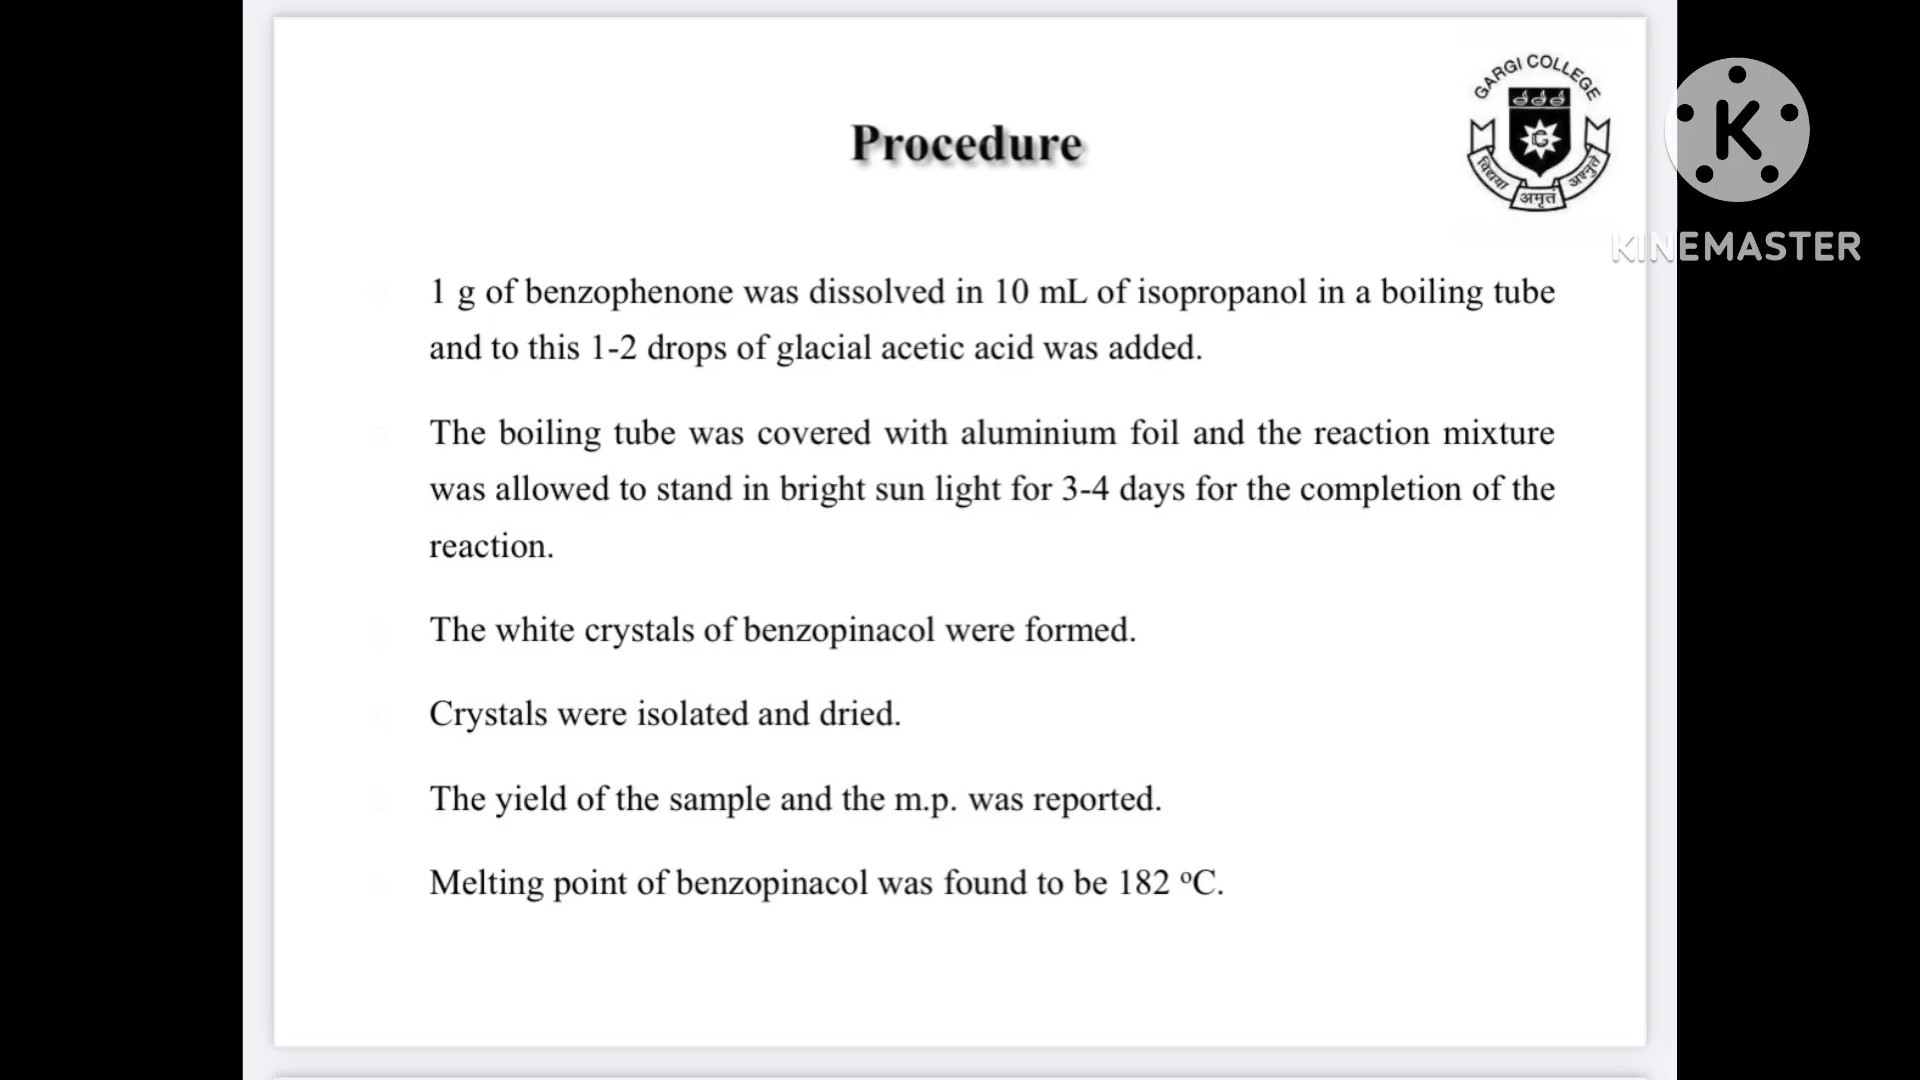 GARGI COLLEGE
विद्यया
अमृतं
अश्नुते
K
KINEMASTER
Procedure
1 g of benzophenone was dissolved in 10 mL of isopropanol in a boiling tube
and to this 1-2 drops of glacial acetic acid was added.
The boiling tube was covered with aluminium foil and the reaction mixture
was allowed to stand in bright sun light for 3-4 days for the completion of the
reaction.
The white crystals of benzopinacol were formed.
Crystals were isolated and dried.
The yield of the sample and the m.p. was reported.
Melting point of benzopinacol was found to be 182 ºC.